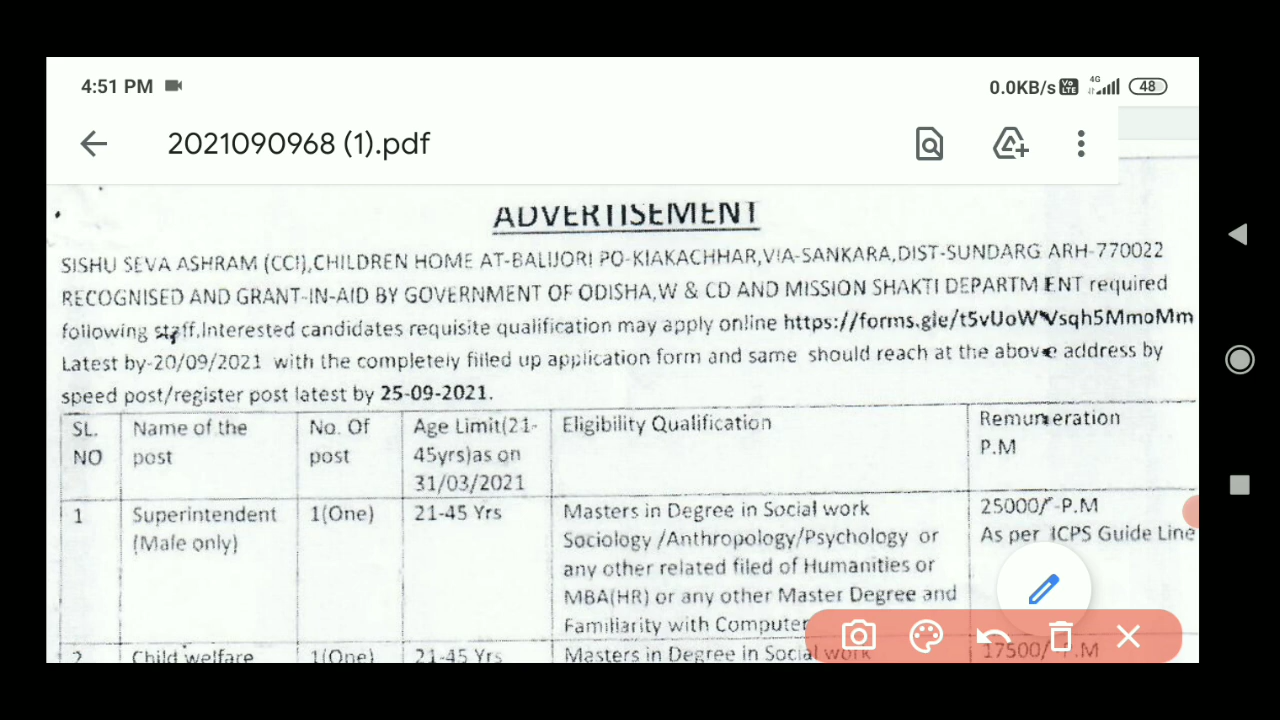 4:51 PM
0.0KB/s Vo LTE 4G 48
2021090968 (1).pdf
ADVERTISEMENT
SISHU SEVA ASHRAM (CCI),CHILDREN HOME AT-BALIJORI PO-KIAKACHHAR,VIA-SANKARA,DIST-SUNDARG ARH-770022
RECOGNISED AND GRANT-IN-AID BY GOVERNMENT OF ODISHA,W & CD AND MISSION SHAKTI DEPARTM ENT required
following staff.Interested candidates requisite qualification may apply online https://forms.gle/t5vUoWVsqh5MmoMm
Latest by-20/09/2021 with the completely filled up application form and same should reach at the above address by
speed post/register post latest by 25-09-2021.
SL. NO
Name of the post
No. Of post
Age Limit(21-45yrs)as on 31/03/2021
Eligibility Qualification
Remuneration P.M
1
Superintendent
(Male only)
1(One)
21-45 Yrs
Masters in Degree in Social work
Sociology /Anthropology/Psychology or
any other related filed of Humanities or
MBA(HR) or any other Master Degree and
Familiarity with Computer
25000/-P.M
As per ICPS Guide Line
2
Child welfare
1(One)
21-45 Yrs
Masters in Degree in Social work
17500/-P.M